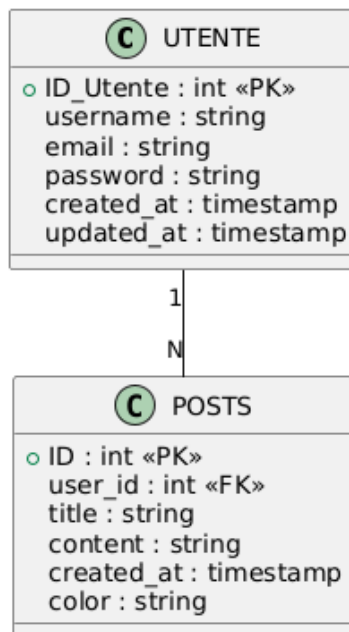 C UTENTE
ID_Utente : int «PK»
username : string
email : string
password : string
created_at : timestamp
updated_at : timestamp
1
N
C POSTS
ID : int «PK»
user_id : int «FK»
title : string
content : string
created_at : timestamp
color : string